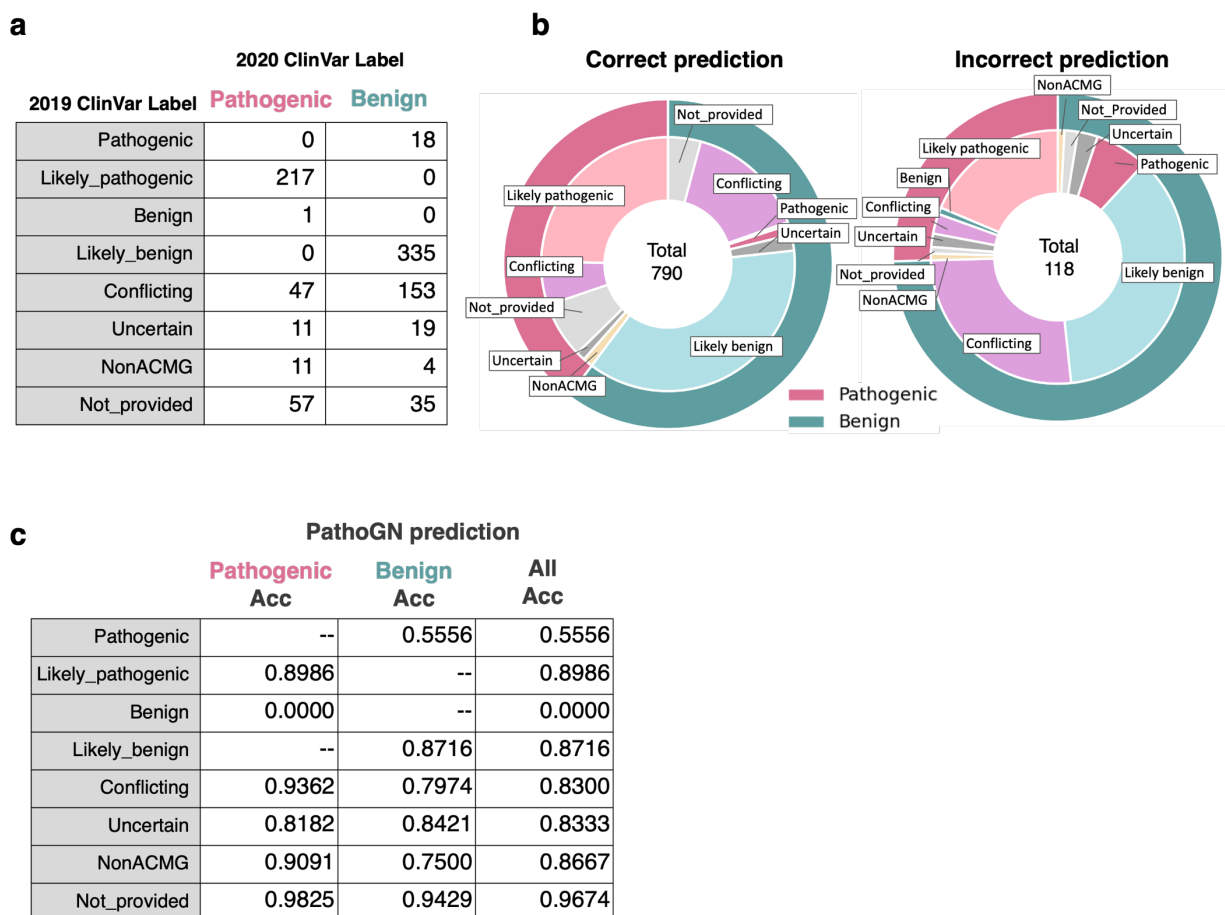 a
2020 ClinVar Label
2019 ClinVar Label Pathogenic Benign
Pathogenic 0 18
Likely_pathogenic 217 0
Benign 1 0
Likely_benign 0 335
Conflicting 47 153
Uncertain 11 19
NonACMG 11 4
Not_provided 57 35
b
Correct prediction
Not_provided
Conflicting
Pathogenic
Uncertain
Likely benign
NonACMG
Uncertain
Not_provided
Conflicting
Likely pathogenic
Total
790
Incorrect prediction
NonACMG
Not_Provided
Uncertain
Pathogenic
Likely benign
Conflicting
NonACMG
Not_provided
Uncertain
Conflicting
Benign
Likely pathogenic
Total
118
Pathogenic
Benign
c
PathoGN prediction
Pathogenic Benign All
Acc Acc Acc
Pathogenic -- 0.5556 0.5556
Likely_pathogenic 0.8986 -- 0.8986
Benign 0.0000 -- 0.0000
Likely_benign -- 0.8716 0.8716
Conflicting 0.9362 0.7974 0.8300
Uncertain 0.8182 0.8421 0.8333
NonACMG 0.9091 0.7500 0.8667
Not_provided 0.9825 0.9429 0.9674